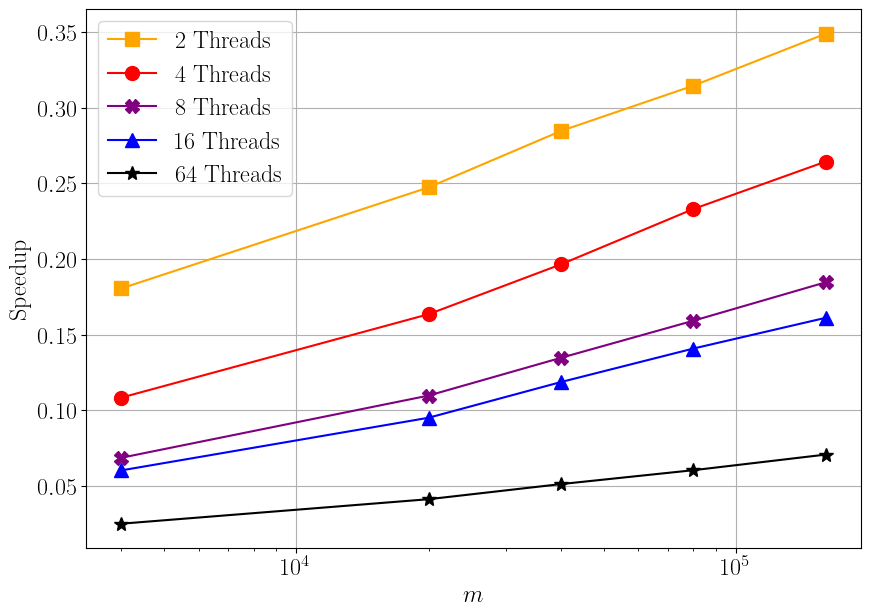 0.35
0.30
0.25
0.20
0.15
0.10
0.05
Speedup
2 Threads
4 Threads
8 Threads
16 Threads
64 Threads
10^4
10^5
m